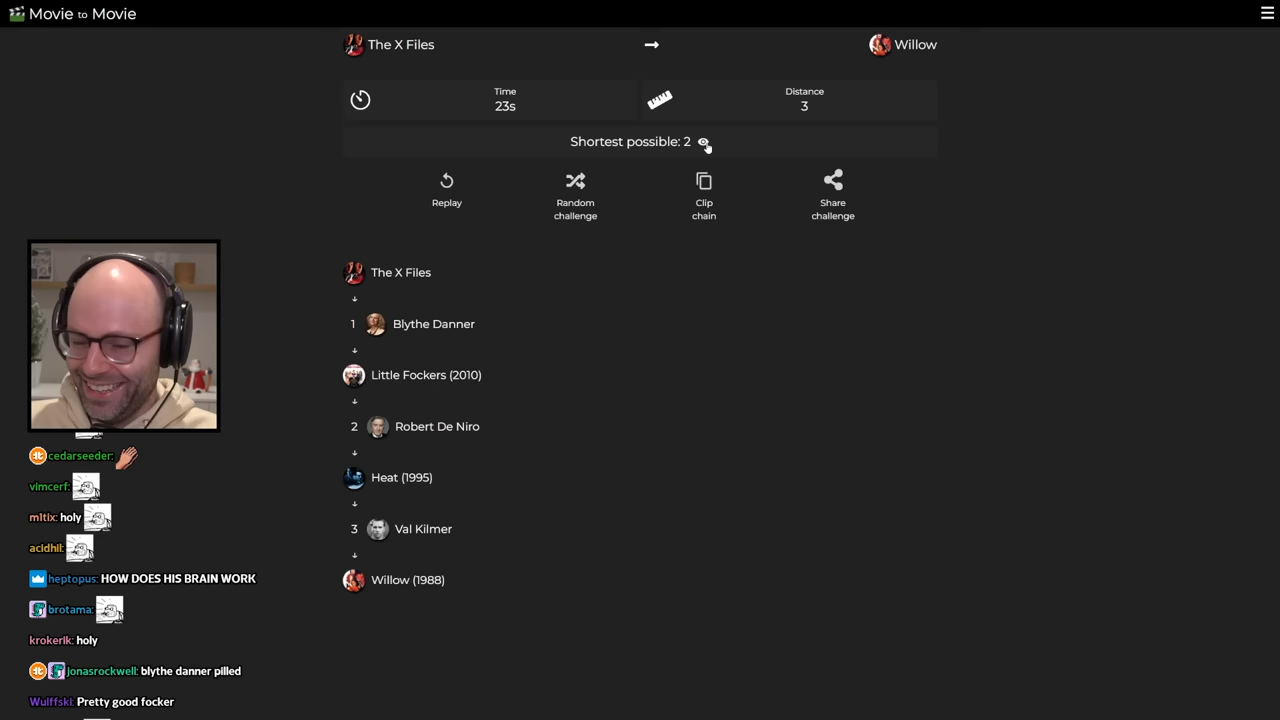 Movie to Movie
The X Files
Willow
Time
23s
Distance
3
Shortest possible: 2
Replay
Random
challenge
Clip
chain
Share
challenge
The X Files
1 Blythe Danner
Little Fockers (2010)
2 Robert De Niro
Heat (1995)
3 Val Kilmer
Willow (1988)
cedarseeder:
vlmcerf:
m1tlx: holy
acidhll:
heptopus: HOW DOES HIS BRAIN WORK
brotama:
krokerlk: holy
jonasrockwell: blythe danner pilled
Wulffski: Pretty good focker